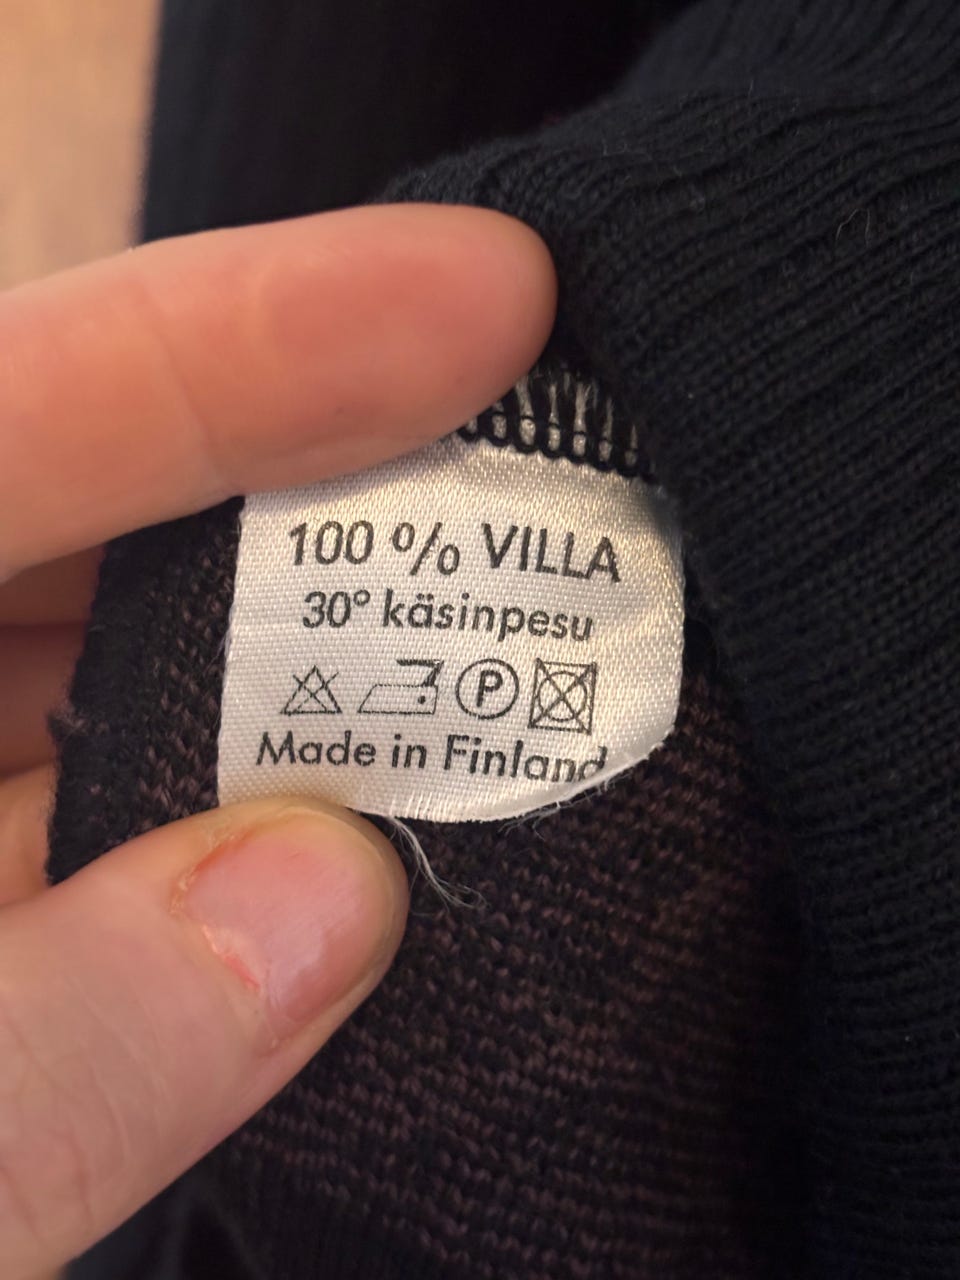 100 % VILLA
30° käsinpesu
P
Made in Finland